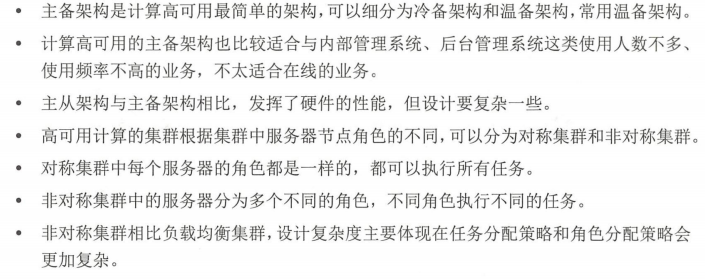 • 主备架构是计算高可用最简单的架构，可以细分为冷备架构和温备架构，常用温备架构。
• 计算高可用的主备架构也比较适合与内部管理系统、后台管理系统这类使用人数不多、
使用频率不高的业务，不太适合在线的业务。
• 主从架构与主备架构相比，发挥了硬件的性能，但设计要复杂一些。
• 高可用计算的集群根据集群中服务器节点角色的不同，可以分为对称集群和非对称集群。
• 对称集群中每个服务器的角色都是一样的，都可以执行所有任务。
• 非对称集群中的服务器分为多个不同的角色，不同角色执行不同的任务。
• 非对称集群相比负载均衡集群，设计复杂度主要体现在任务分配策略和角色分配策略会
更加复杂。